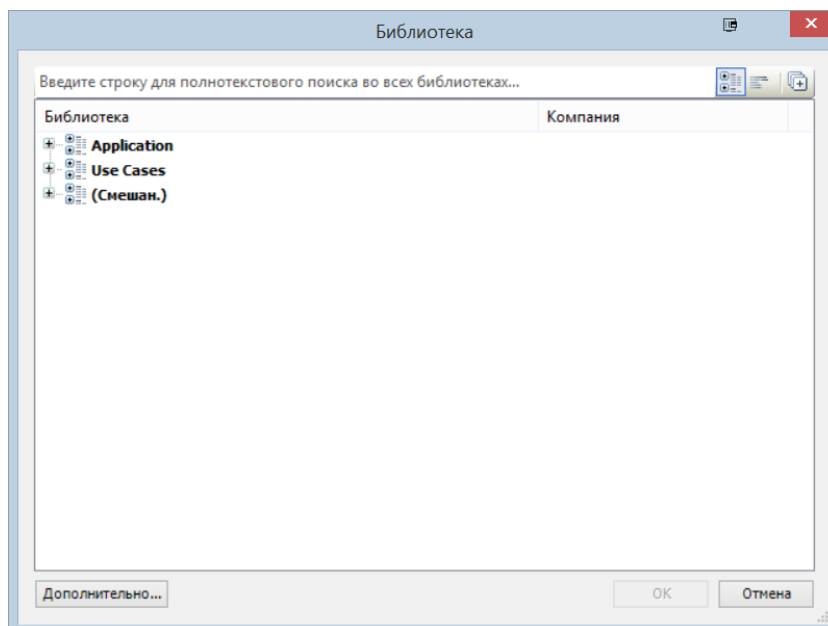 Библиотека
Введите строку для полнотекстового поиска во всех библиотеках...
Библиотека Компания
Application
Use Cases
(Смешан.)
Дополнительно... OK Отмена